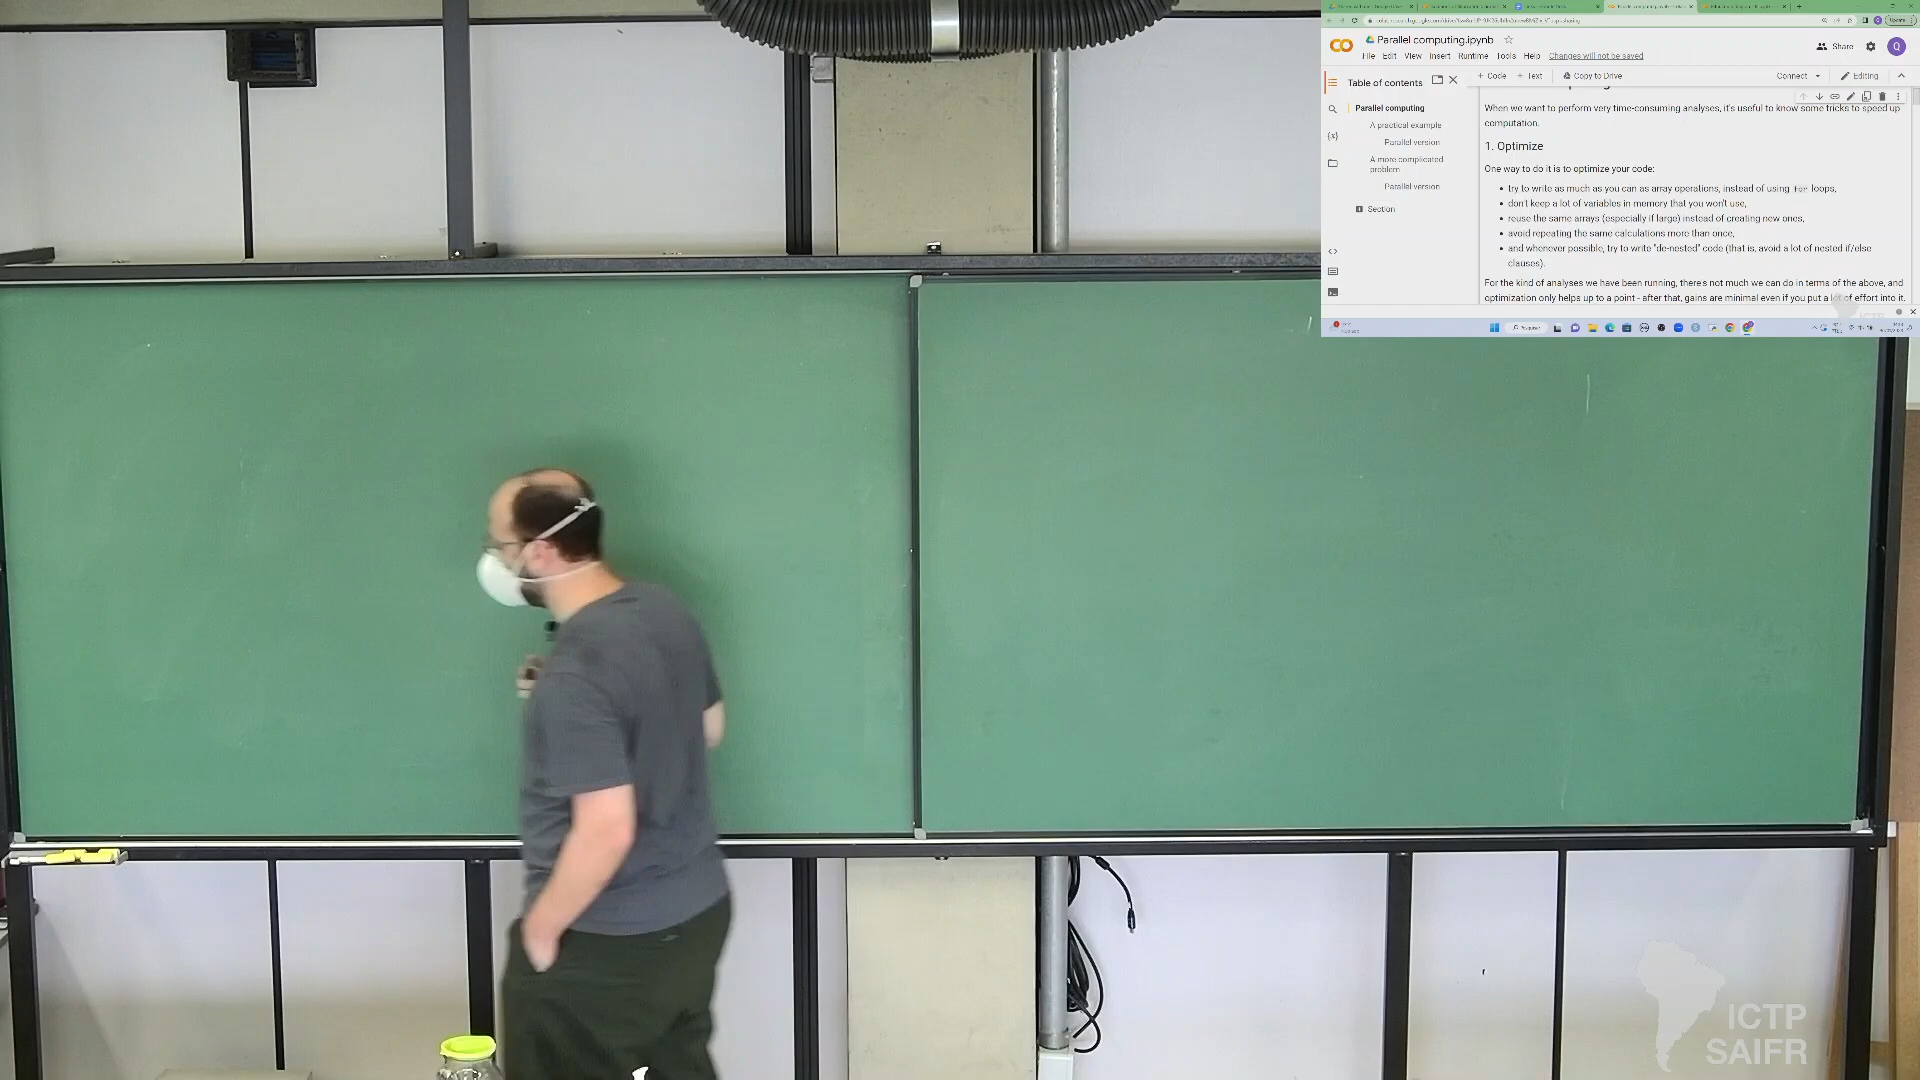 Parallel computing.ipynb
Share
File Edit View Insert Runtime Tools Help Changes will not be saved
+ Code + Text Copy to Drive
Connect
Editing
Table of contents
Parallel computing
A practical example
Parallel version
A more complicated
problem
Parallel version
Section
When we want to perform very time-consuming analyses, it's useful to know some tricks to speed up
computation.
1. Optimize
One way to do it is to optimize your code:
• try to write as much as you can as array operations, instead of using for loops,
• don't keep a lot of variables in memory that you won't use,
• reuse the same arrays (especially if large) instead of creating new ones,
• avoid repeating the same calculations more than once,
• and whenever possible, try to write "de-nested" code (that is, avoid a lot of nested if/else
clauses).
For the kind of analyses we have been running, there's not much we can do in terms of the above, and
optimization only helps up to a point - after that, gains are minimal even if you put a lot of effort into it.
Pesquisar
ICTP
SAIFR